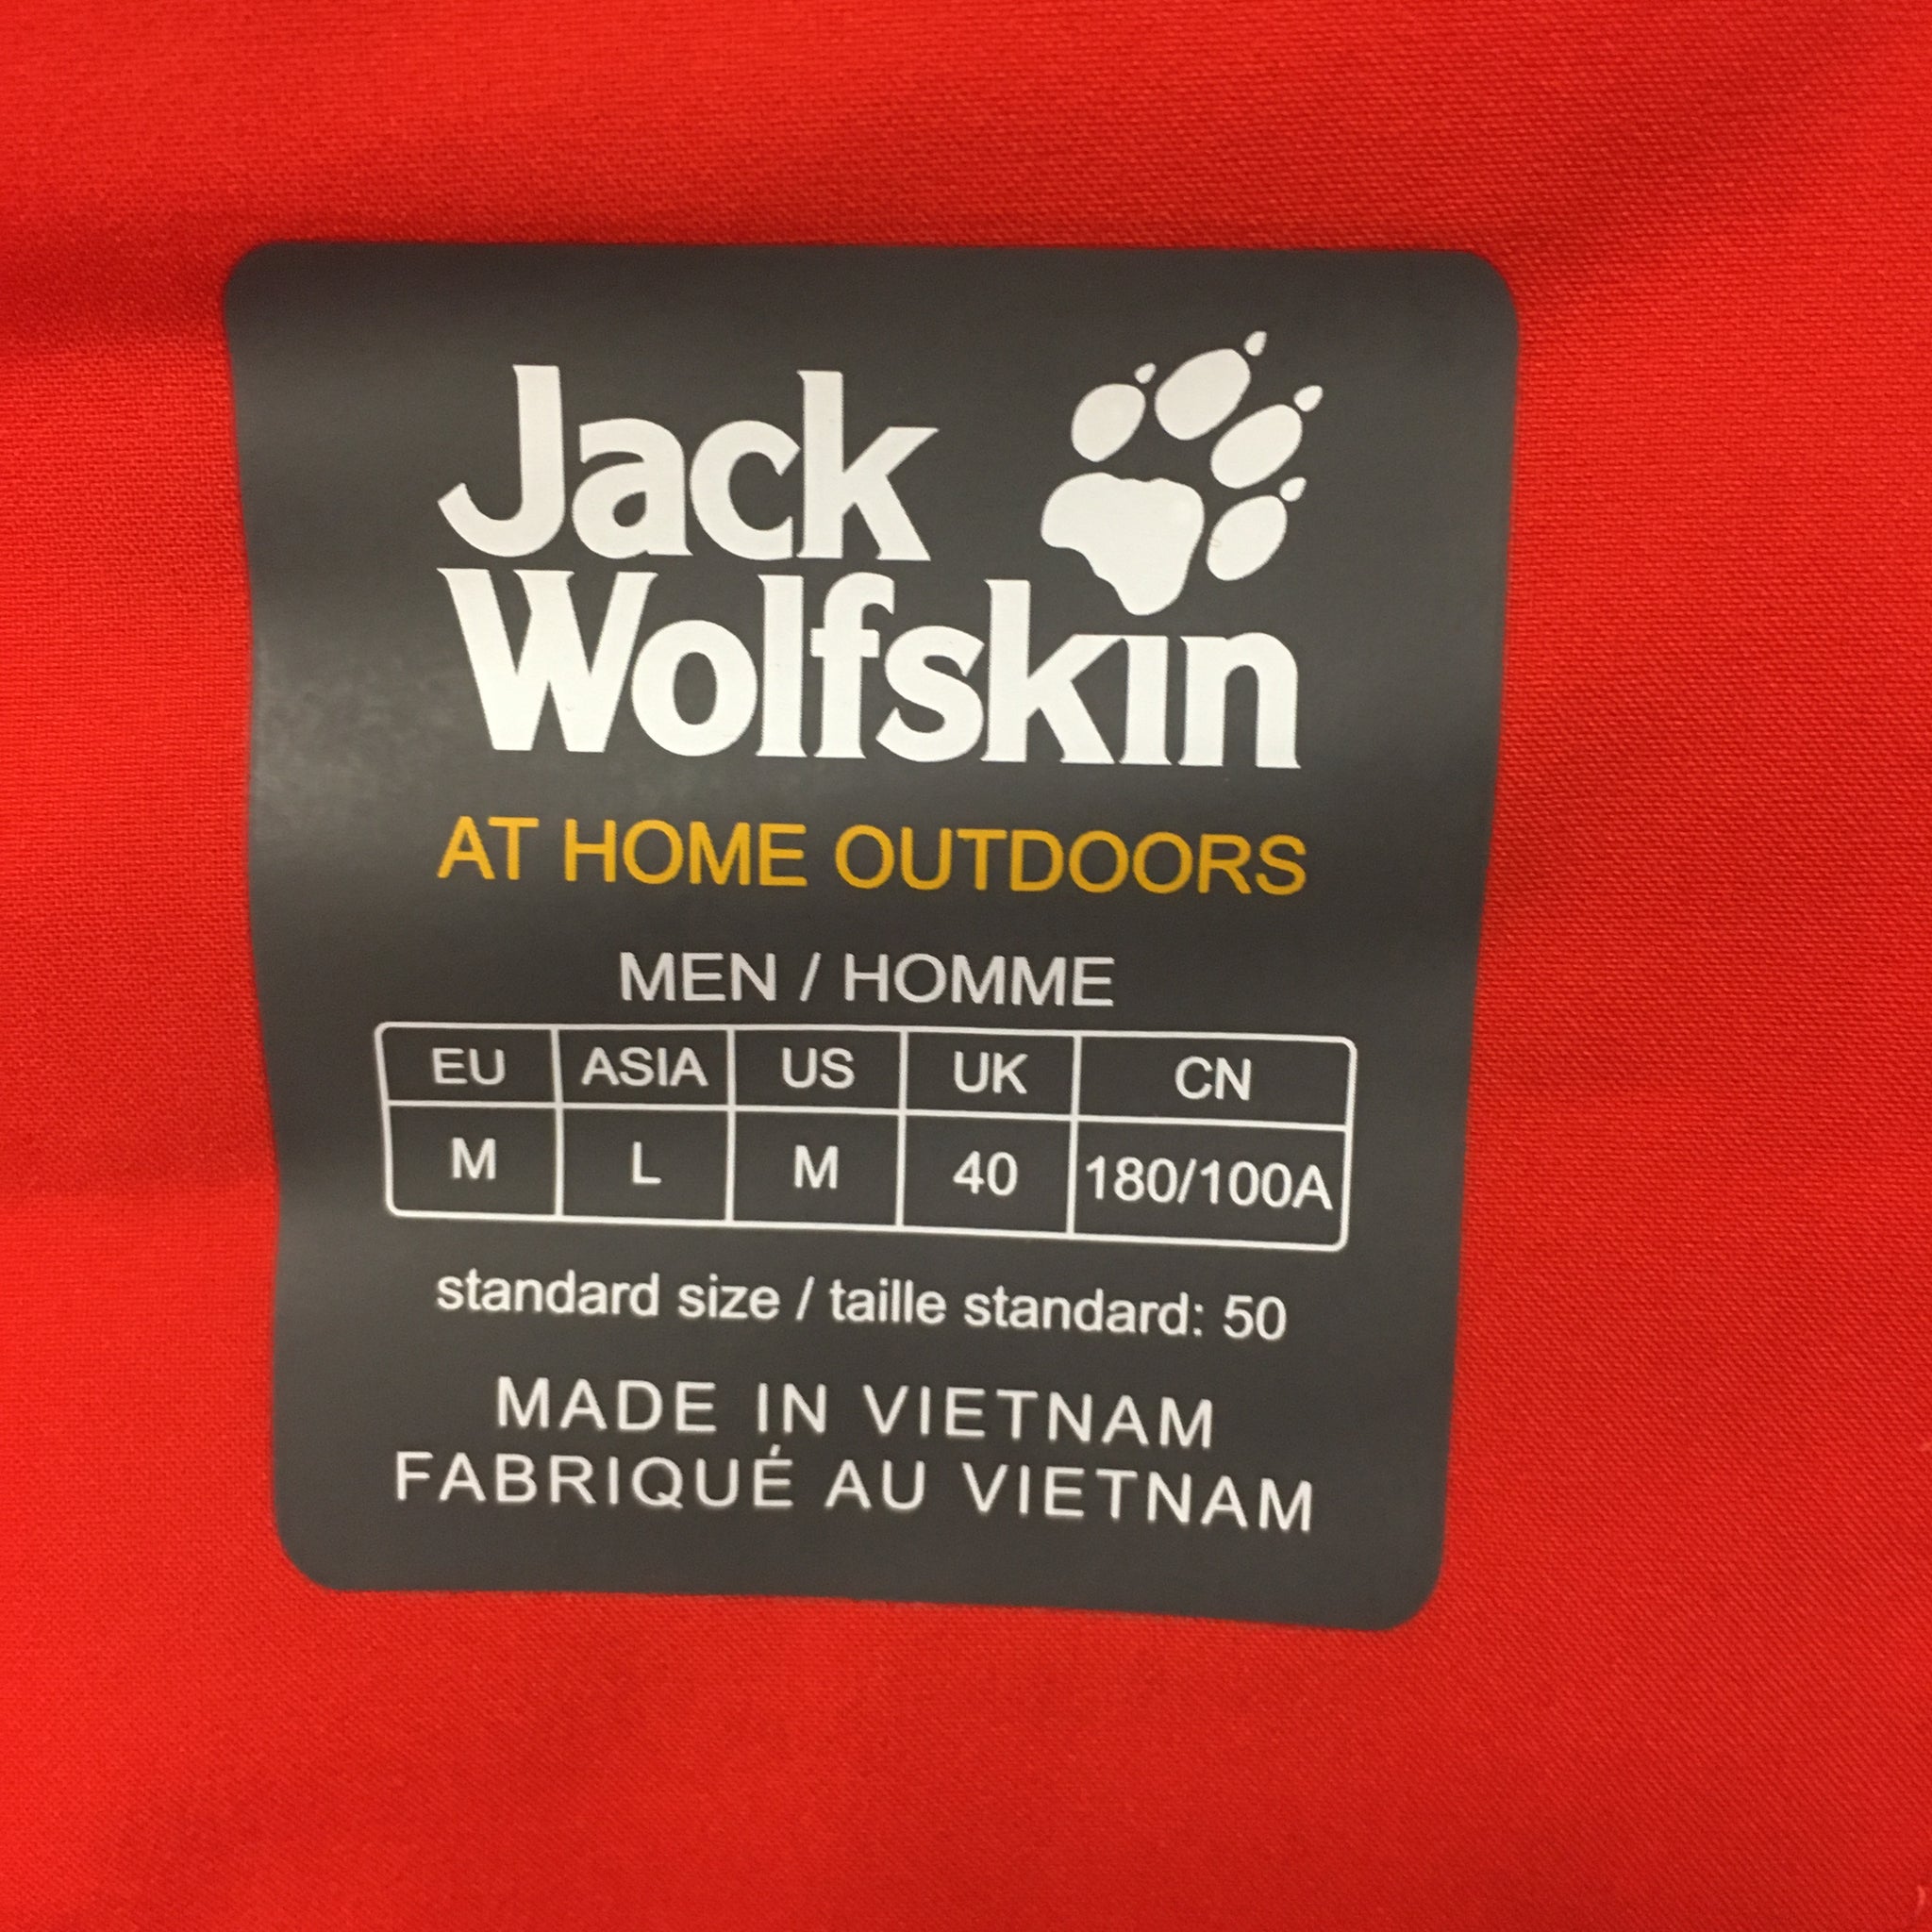 Jack
Wolfskin
AT HOME OUTDOORS
MEN / HOMME
EU ASIA US UK CN
M L M 40 180/100A
standard size / taille standard: 50
MADE IN VIETNAM
FABRIQUÉ AU VIETNAM